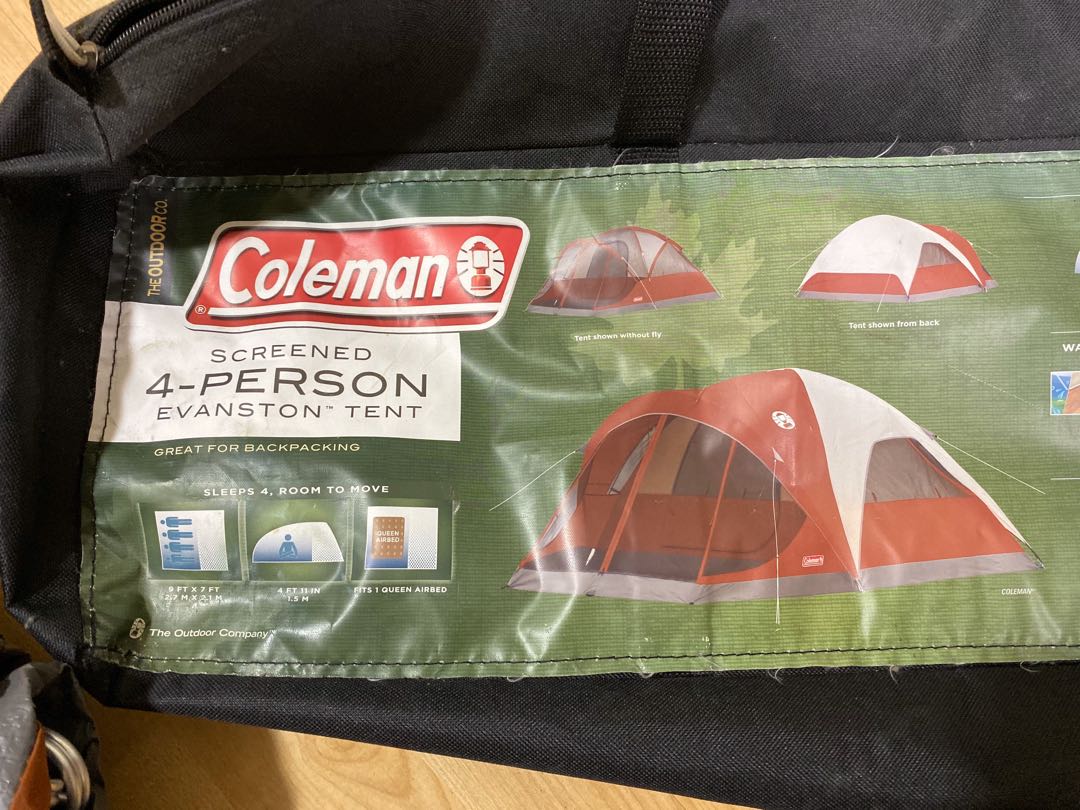 THE OUTDOOR CO.
Coleman
®
SCREENED
4-PERSON
EVANSTON™ TENT
GREAT FOR BACKPACKING
SLEEPS 4, ROOM TO MOVE
QUEEN
AIRBED
9 FT X 7 FT
2.7 M X 2.1 M
4 FT 11 IN
1.5 M
FITS 1 QUEEN AIRBED
The Outdoor Company™
Tent shown without fly
Tent shown from back
Coleman
COLEMAN®
WA